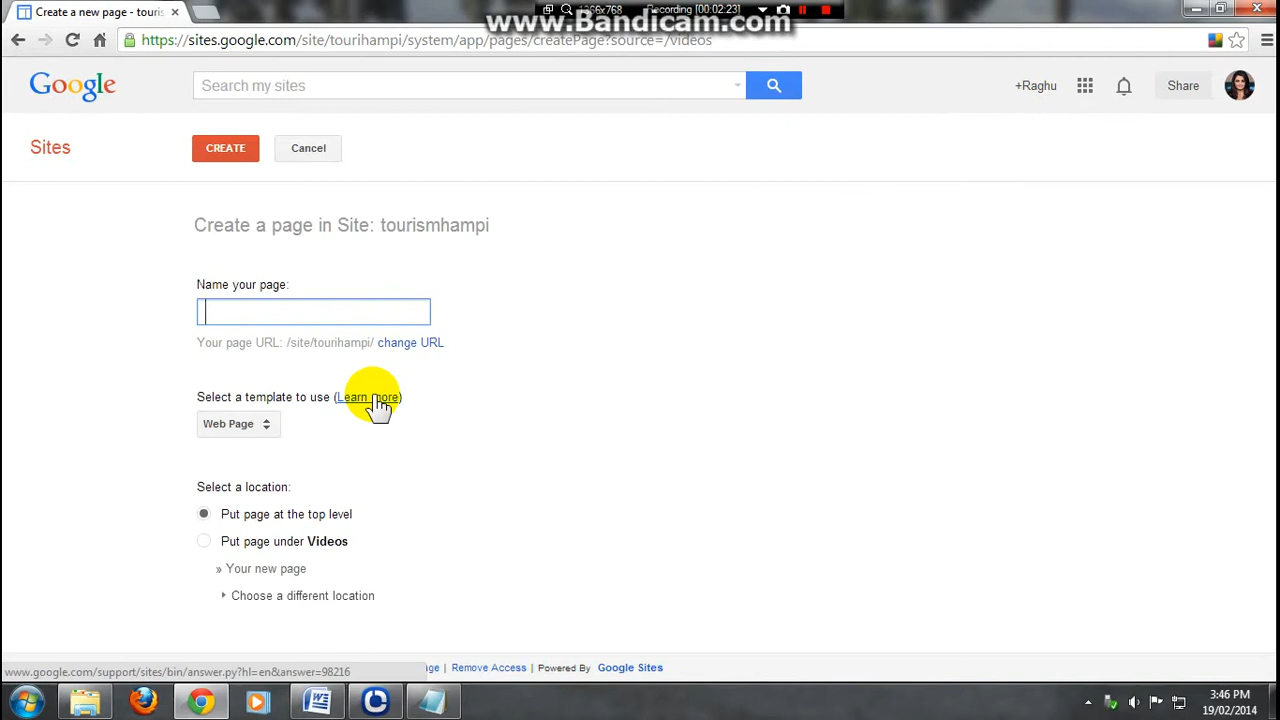 1366x768 Recording [00:02:23]
www.Bandicam.com
Create a new page - touris
https://sites.google.com/site/tourihampi/system/app/pages/createPage?source=/videos
Google
Search my sites
+Raghu
Share
Sites
CREATE
Cancel
Create a page in Site: tourismhampi
Name your page:
Your page URL: /site/tourihampi/ change URL
Select a template to use (Learn more)
Web Page
Select a location:
Put page at the top level
Put page under Videos
» Your new page
Choose a different location
www.google.com/support/sites/bin/answer.py?hl=en&answer=98216
Remove Access | Powered By Google Sites
3:46 PM
19/02/2014